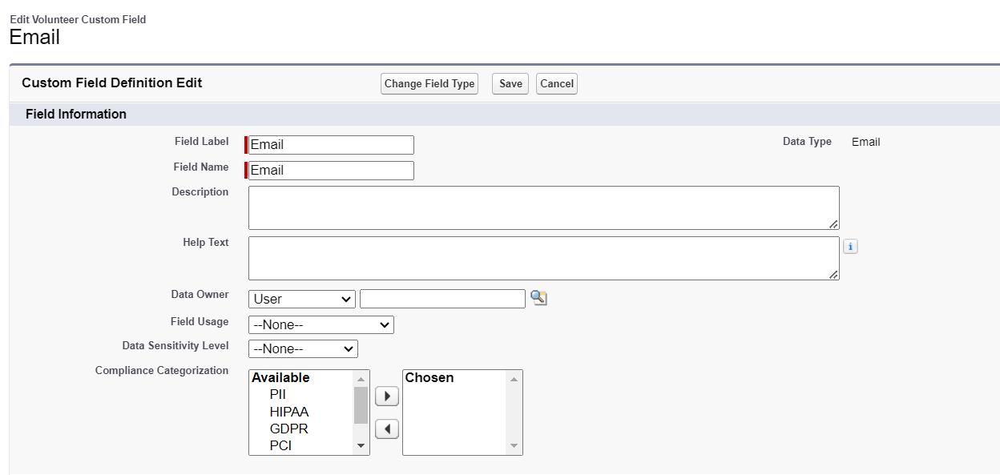 Edit Volunteer Custom Field
Email
Custom Field Definition Edit
Change Field Type Save Cancel
Field Information
Field Label Email Data Type Email
Field Name Email
Description
Help Text i
Data Owner User
Field Usage --None--
Data Sensitivity Level --None--
Compliance Categorization
Available Chosen
PII
HIPAA
GDPR
PCI